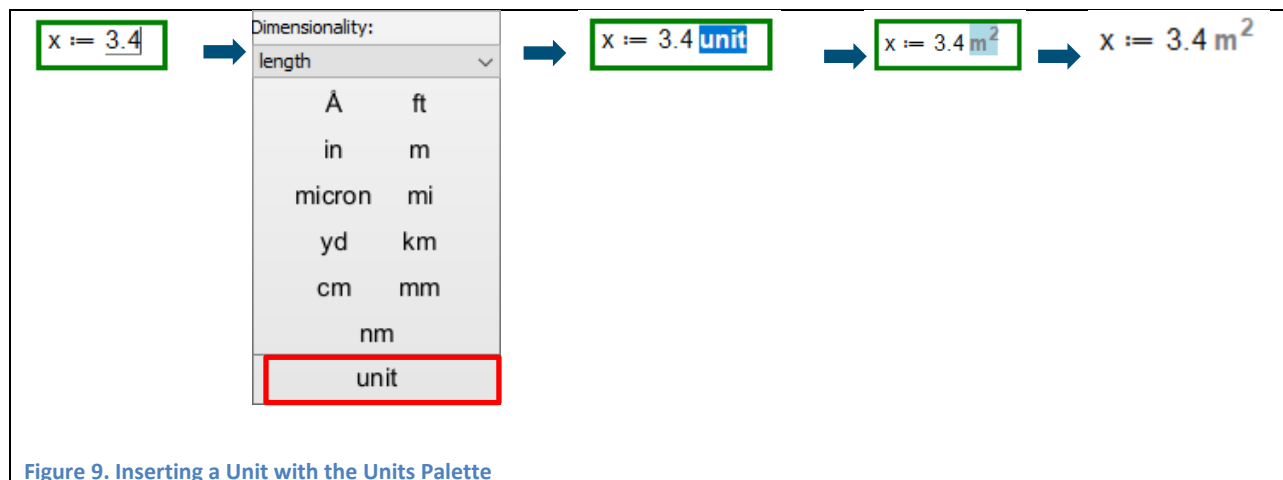 x := 3.4
Dimensionality:
length
Å ft
in m
micron mi
yd km
cm mm
nm
unit
x := 3.4 unit
x := 3.4 m²
x := 3.4 m²
Figure 9. Inserting a Unit with the Units Palette